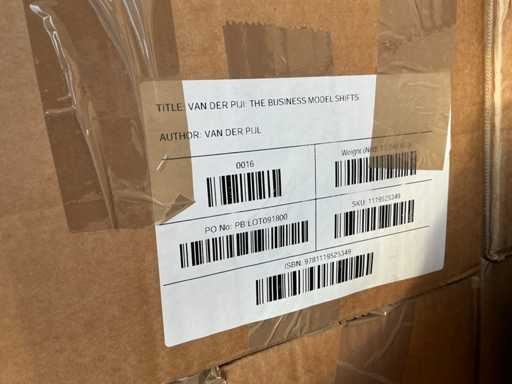 TITLE: VAN DER PIJL: THE BUSINESS MODEL SHIFTS
AUTHOR: VAN DER PIJL
0016
Weight
PO No: PB LOT091800
SKU: 1119525349
ISBN: 9781119525349